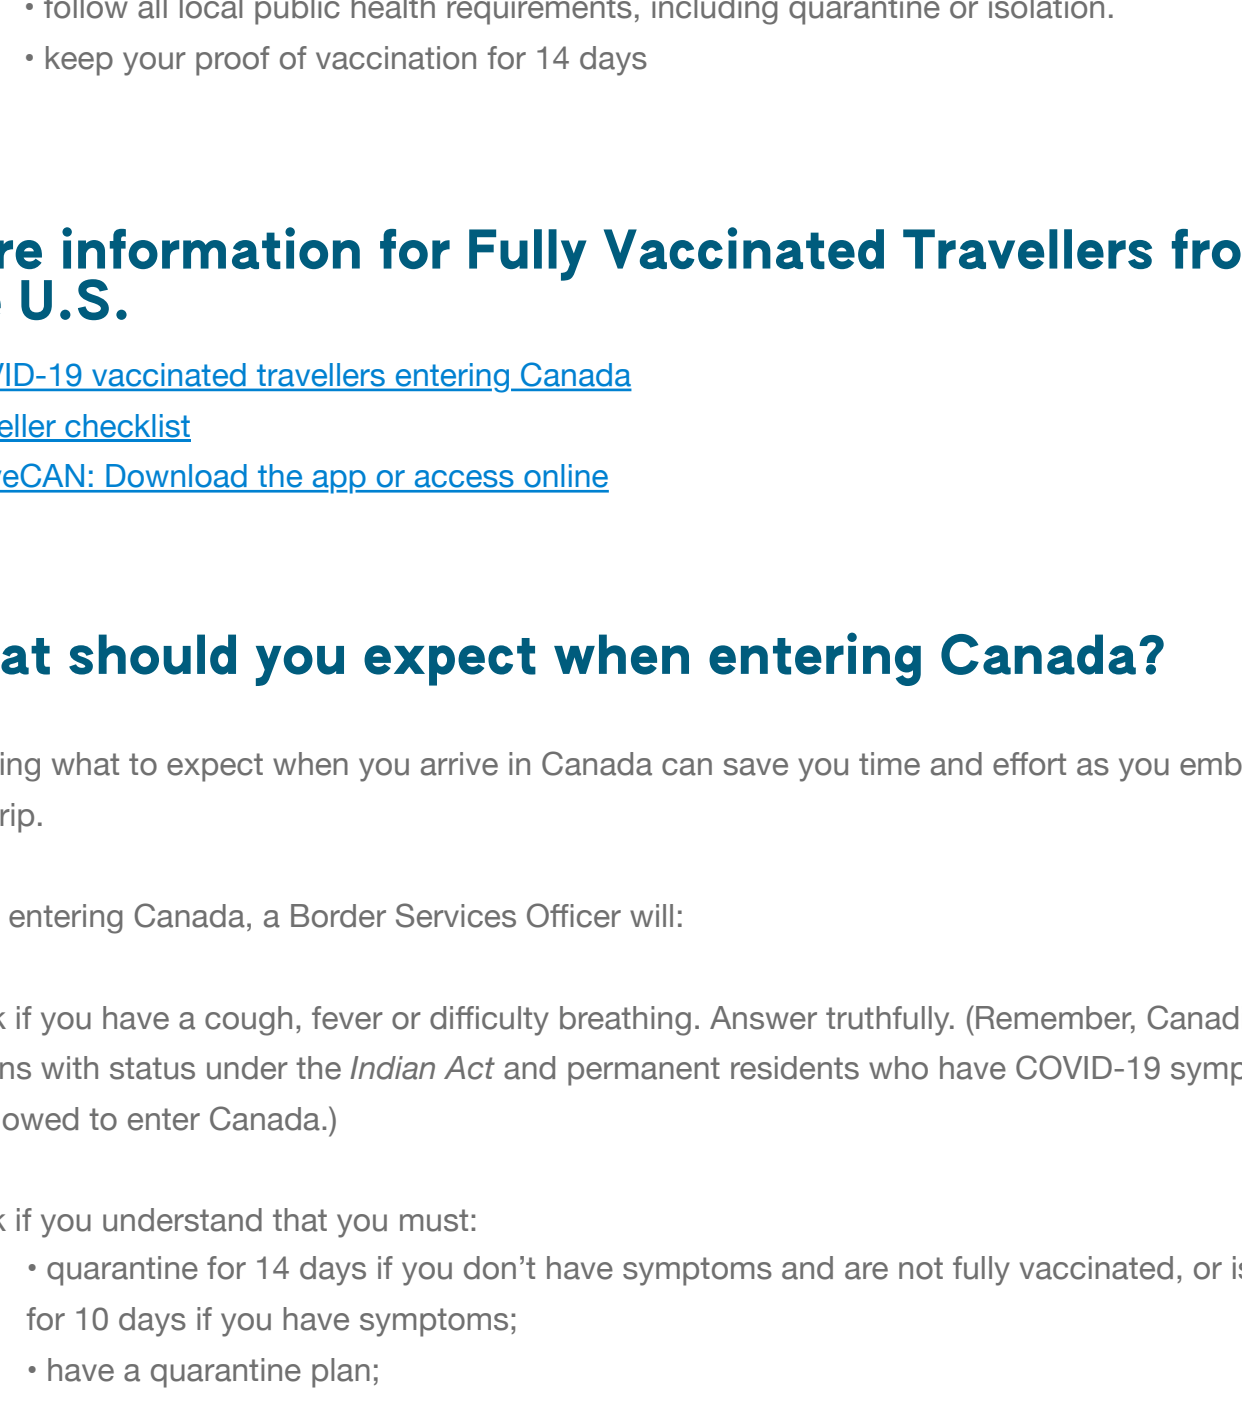 • follow all local public health requirements, including quarantine or isolation.
• keep your proof of vaccination for 14 days
re information for Fully Vaccinated Travellers fro
U.S.
VID-19 vaccinated travellers entering Canada
eller checklist
veCAN: Download the app or access online
at should you expect when entering Canada?
ing what to expect when you arrive in Canada can save you time and effort as you emb
rip.
entering Canada, a Border Services Officer will:
k if you have a cough, fever or difficulty breathing. Answer truthfully. (Remember, Canad
ns with status under the Indian Act and permanent residents who have COVID-19 symp
lowed to enter Canada.)
k if you understand that you must:
• quarantine for 14 days if you don’t have symptoms and are not fully vaccinated, or is
for 10 days if you have symptoms;
• have a quarantine plan;